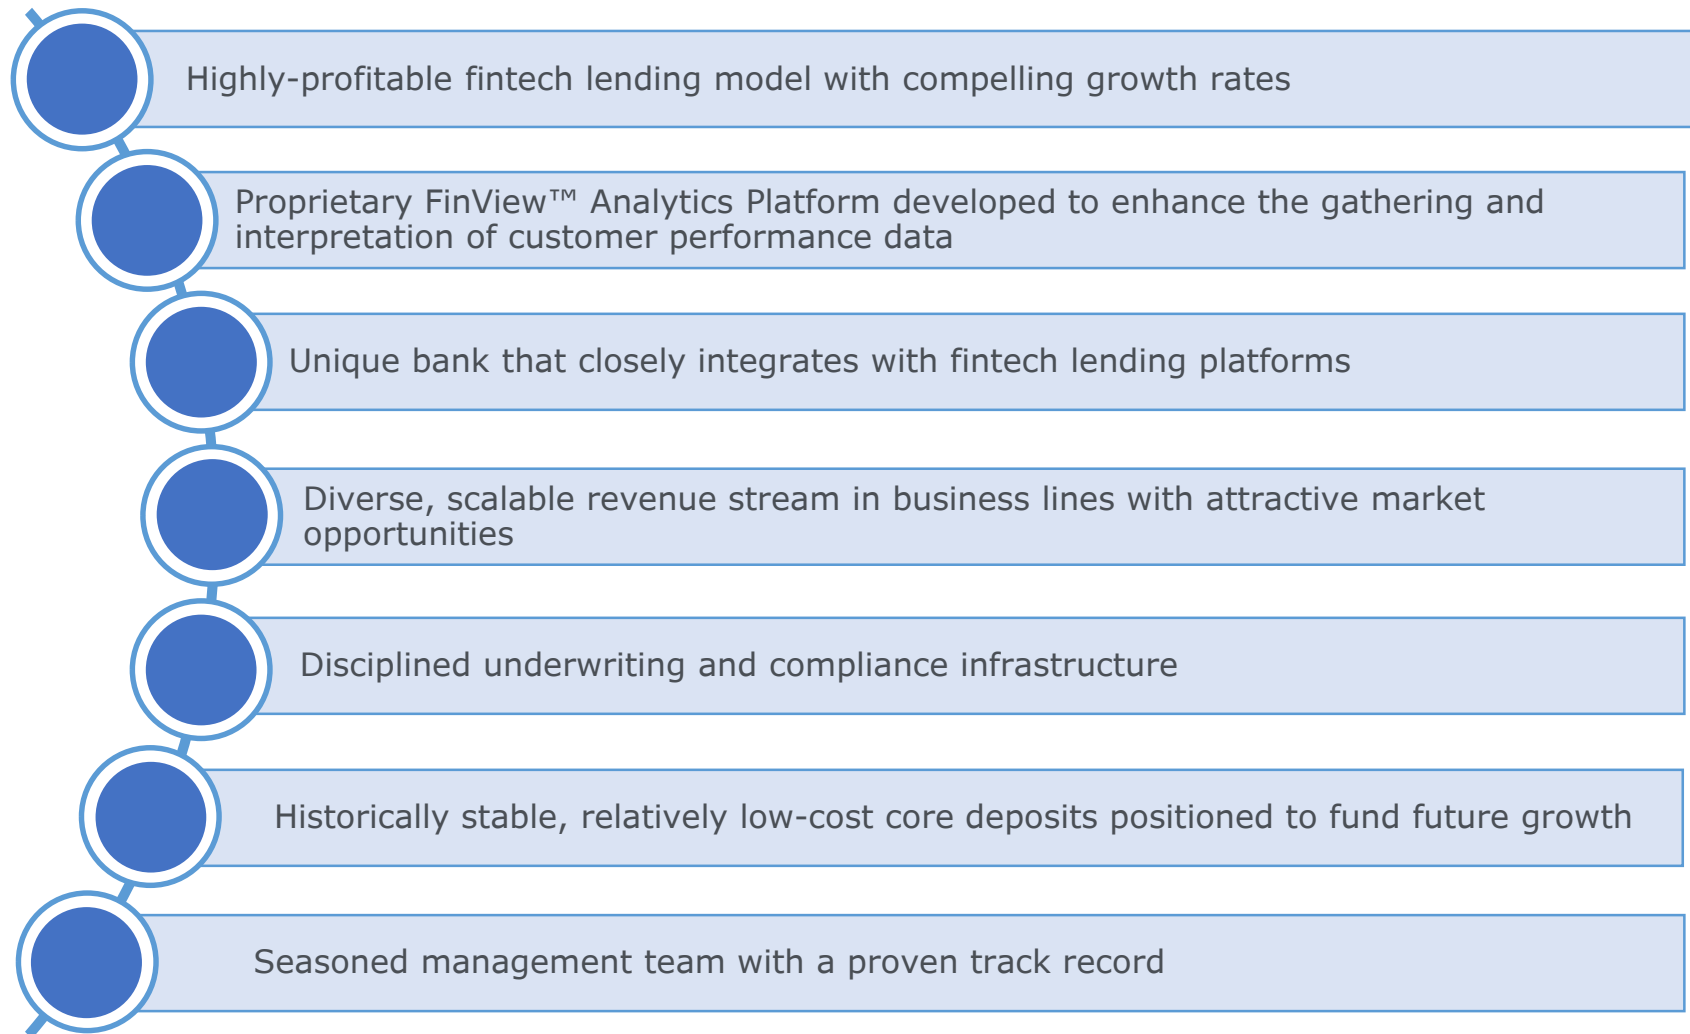 Highly-profitable fintech lending model with compelling growth rates
Proprietary FinView™ Analytics Platform developed to enhance the gathering and
interpretation of customer performance data
Unique bank that closely integrates with fintech lending platforms
Diverse, scalable revenue stream in business lines with attractive market
opportunities
Disciplined underwriting and compliance infrastructure
Historically stable, relatively low-cost core deposits positioned to fund future growth
Seasoned management team with a proven track record